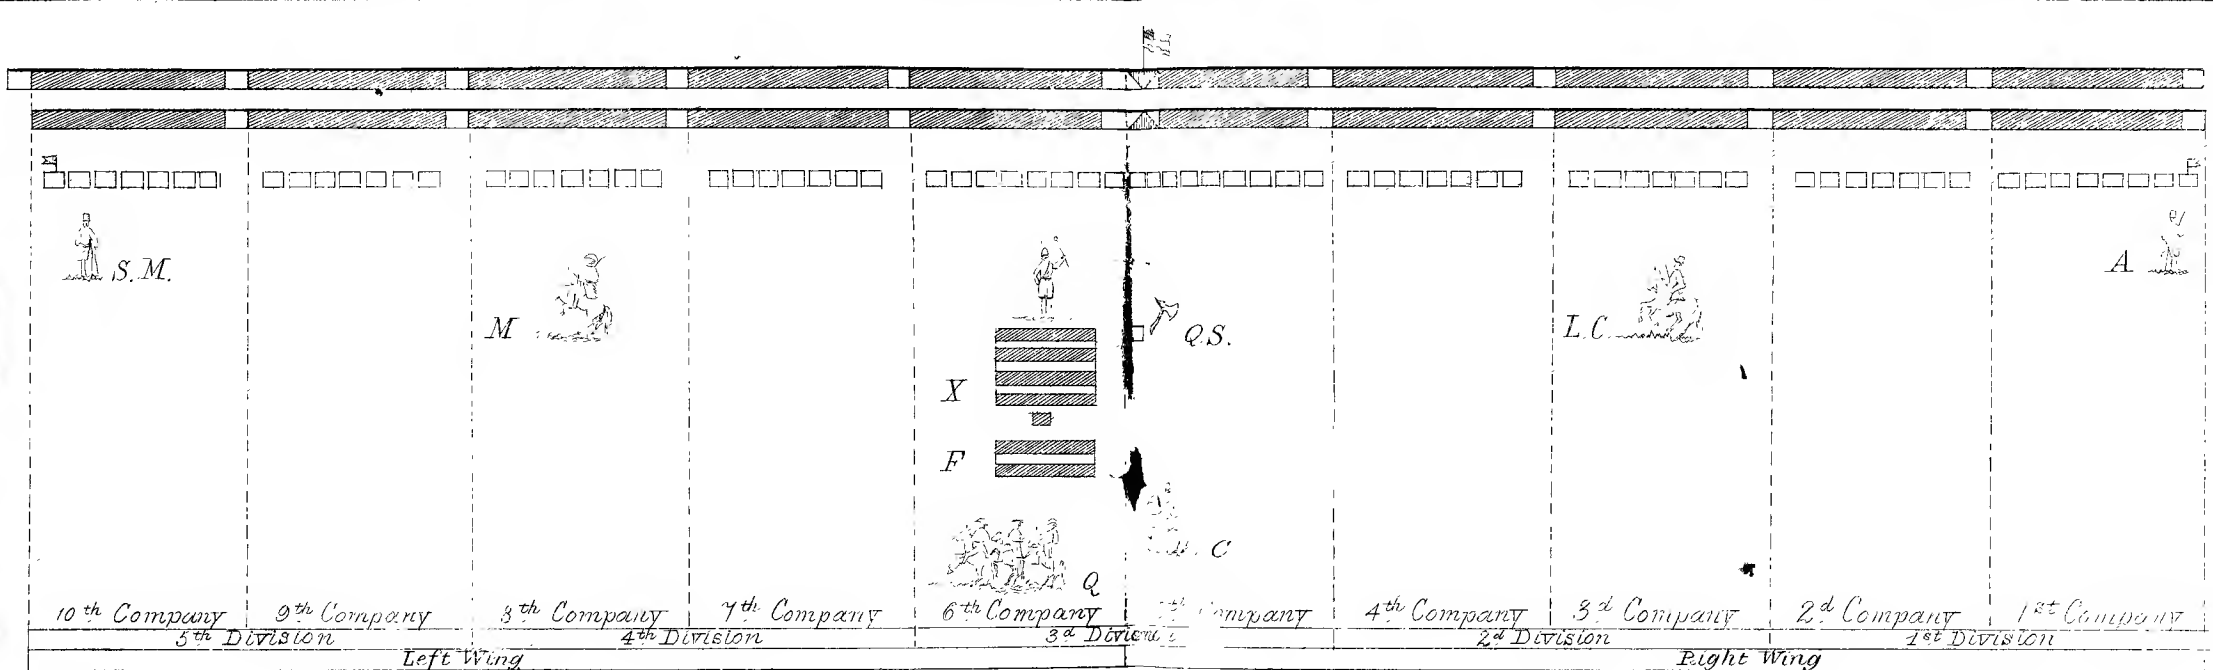 S.M.
A
M
L.C.
Q.S.
X
F
C
Q
10th Company 9th Company 8th Company 7th Company 6th Company 4th Company 3d Company 2d Company 1st Company
5th Division 4th Division 3d 2d Division 1st Division
Left Wing Right Wing